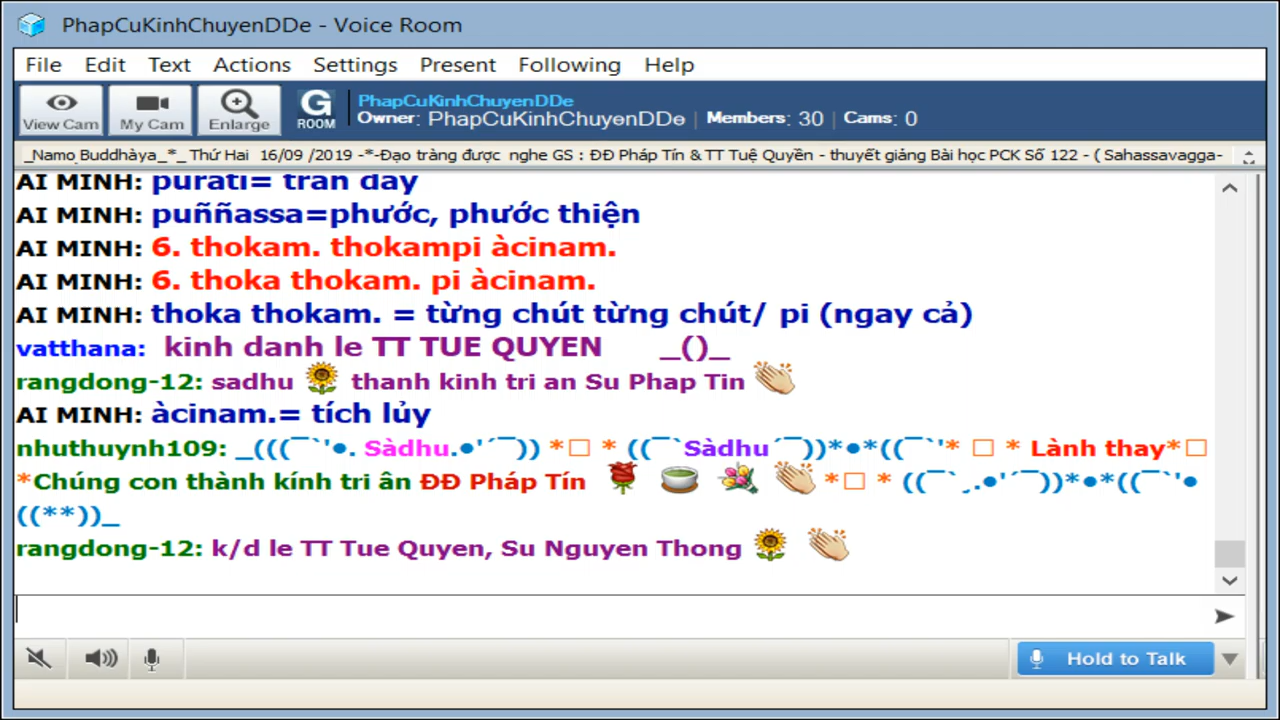 PhapCuKinhChuyenDDe - Voice Room
File Edit Text Actions Settings Present Following Help
View Cam My Cam Enlarge G ROOM
PhapCuKinhChuyenDDe
Owner: PhapCuKinhChuyenDDe | Members: 30 | Cams: 0
_Namo_Buddhàya_*_ Thứ Hai 16/09 /2019 -*-Đạo tràng được nghe GS : ĐĐ Pháp Tín & TT Tuệ Quyền - thuyết giảng Bài học PCK Số 122 - ( Sahassavagga-
AI MINH: purati= tran day
AI MINH: puññassa=phước, phước thiện
AI MINH: 6. thokam. thokampi àcinam.
AI MINH: 6. thoka thokam. pi àcinam.
AI MINH: thoka thokam. = từng chút từng chút/ pi (ngay cả)
vatthana: kinh danh le TT TUE QUYEN _()_
rangdong-12: sadhu 🌻 thanh kinh tri an Su Phap Tin 👏
AI MINH: àcinam.= tích lủy
nhuthuynh109: _(((¯`'●. Sàdhu.●'´¯)) *□ * ((¯`Sàdhu´¯))*●*((¯`'* □ * Lành thay*□
*Chúng con thành kính tri ân ĐĐ Pháp Tín 🌹 🍵 💐 👏 *□ * ((¯`¸.●'´¯))*●*((¯`'●
((**))_
rangdong-12: k/d le TT Tue Quyen, Su Nguyen Thong 🌻 👏
Hold to Talk